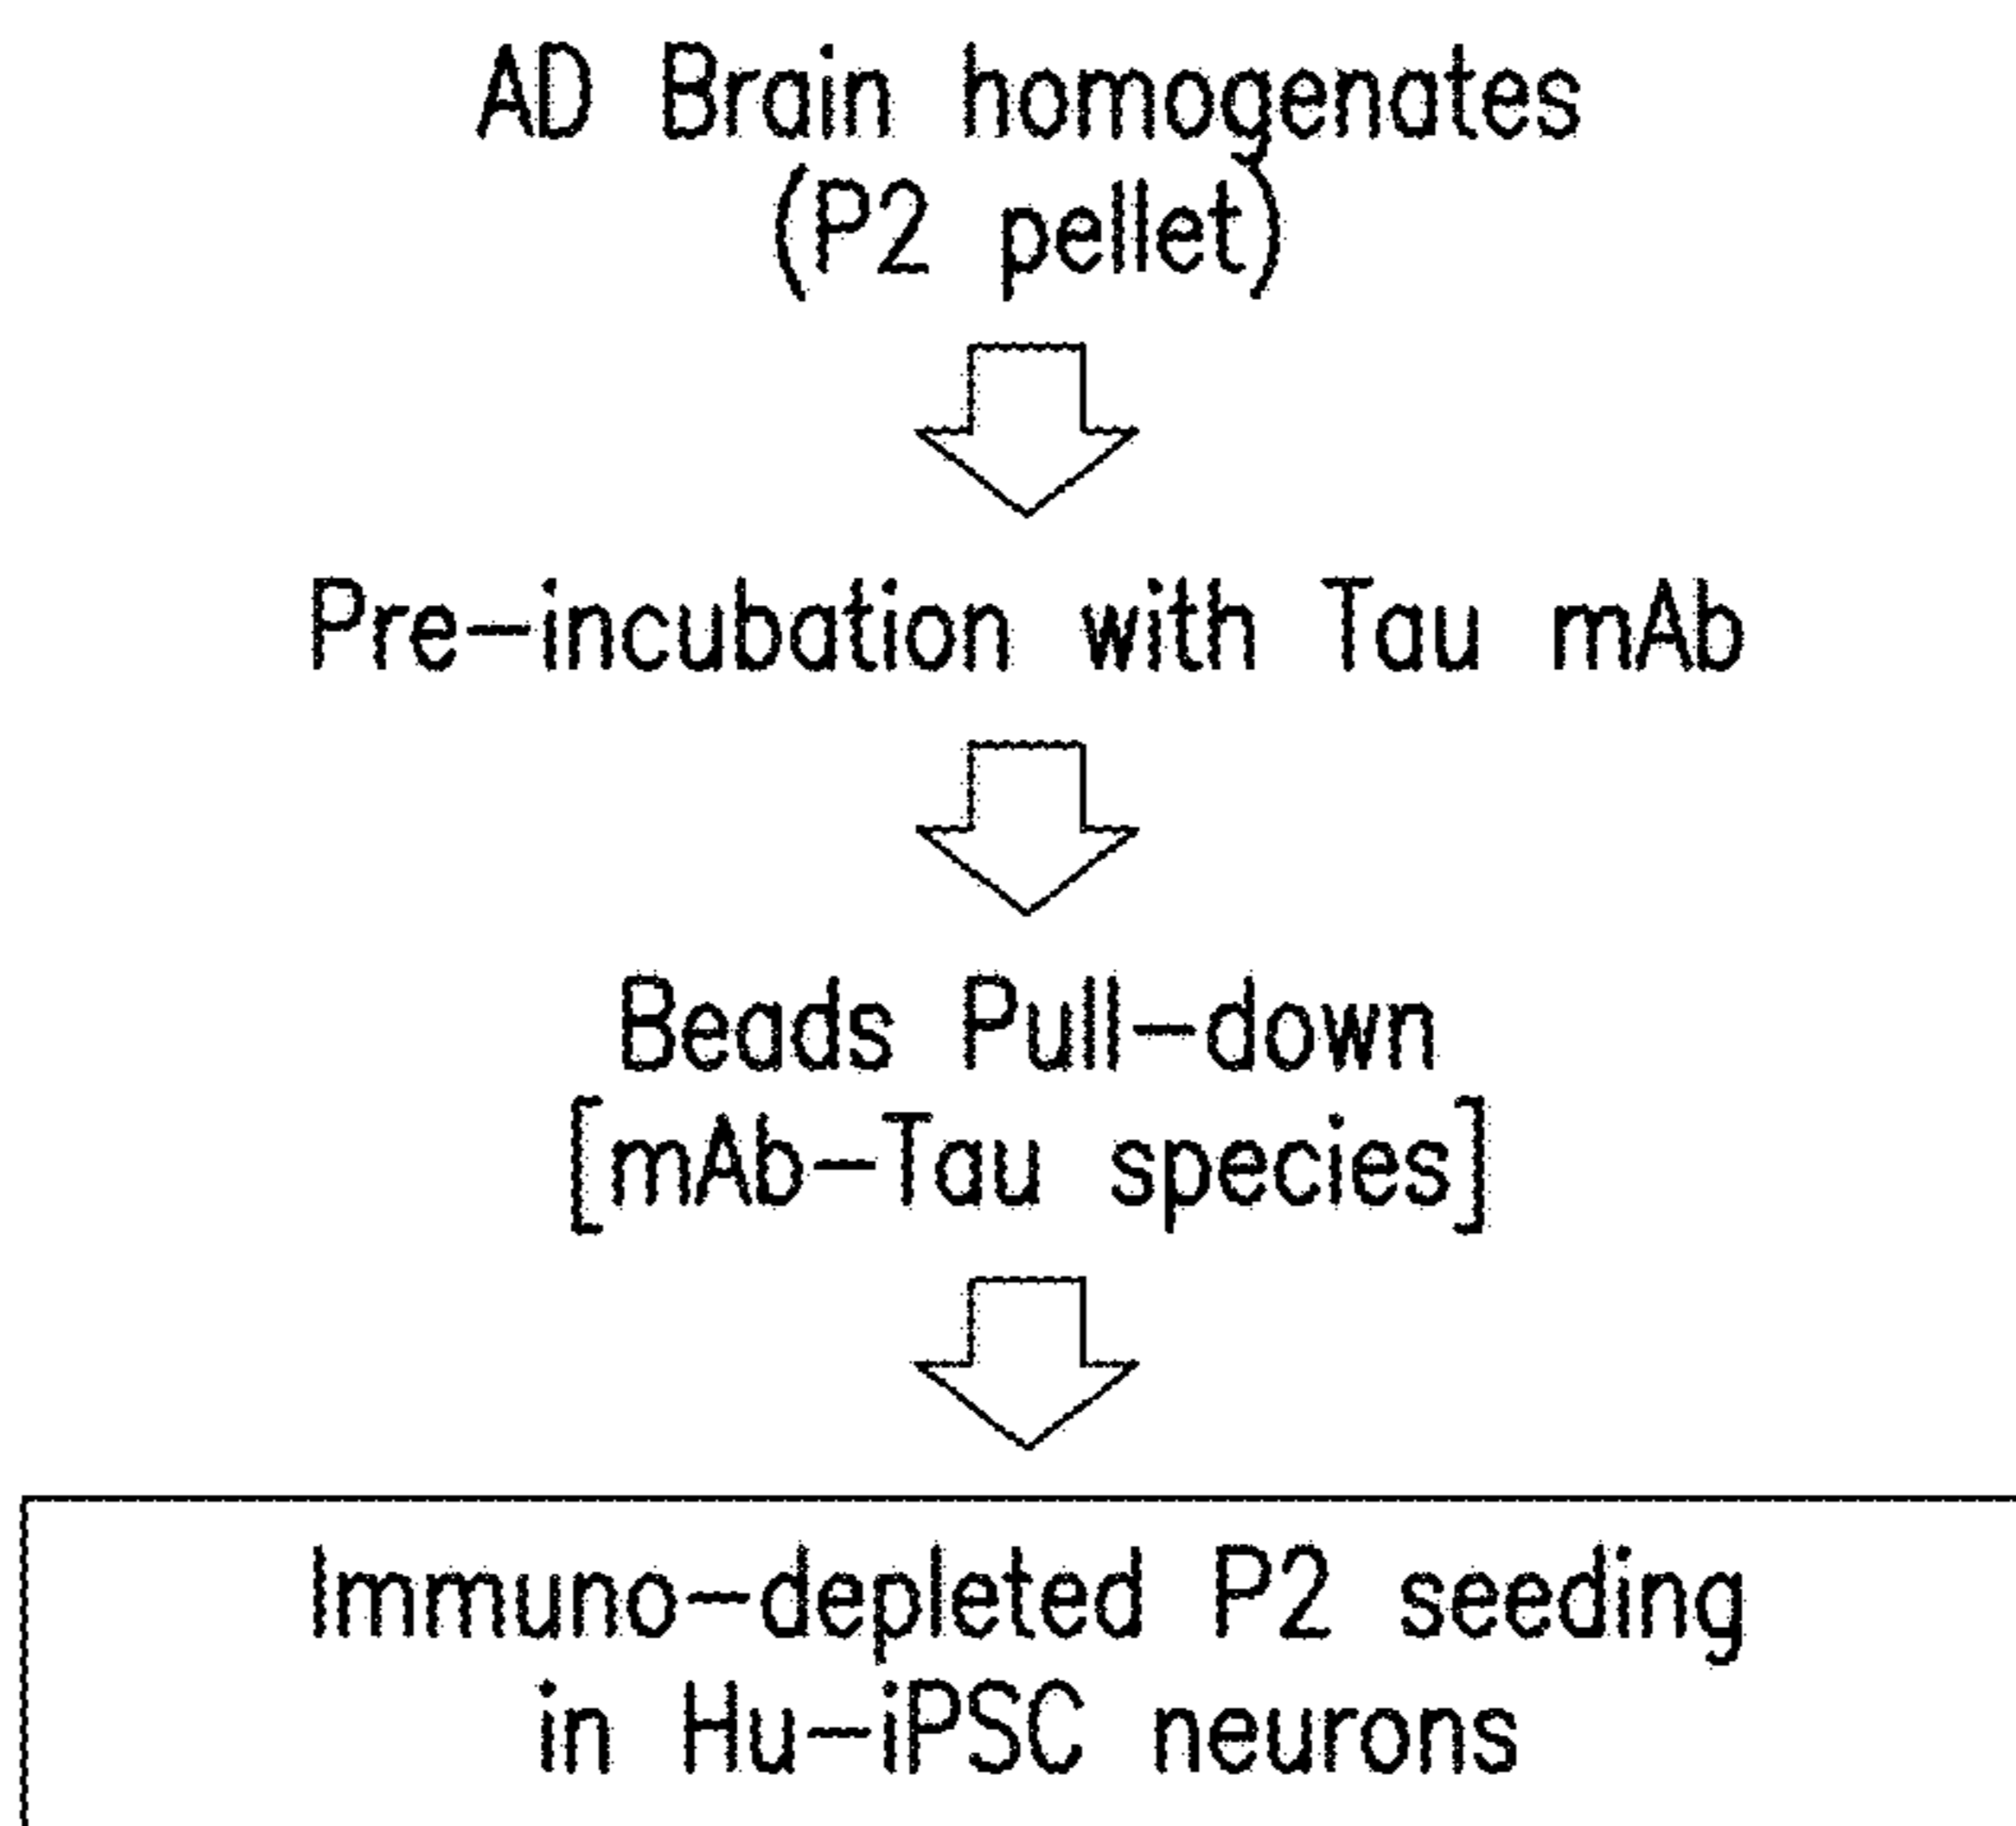 AD Brain homogenates
(P2 pellet)
Pre-incubation with Tau mAb
Beads Pull-down
[mAb-Tau species]
Immuno-depleted P2 seeding
in Hu-iPSC neurons